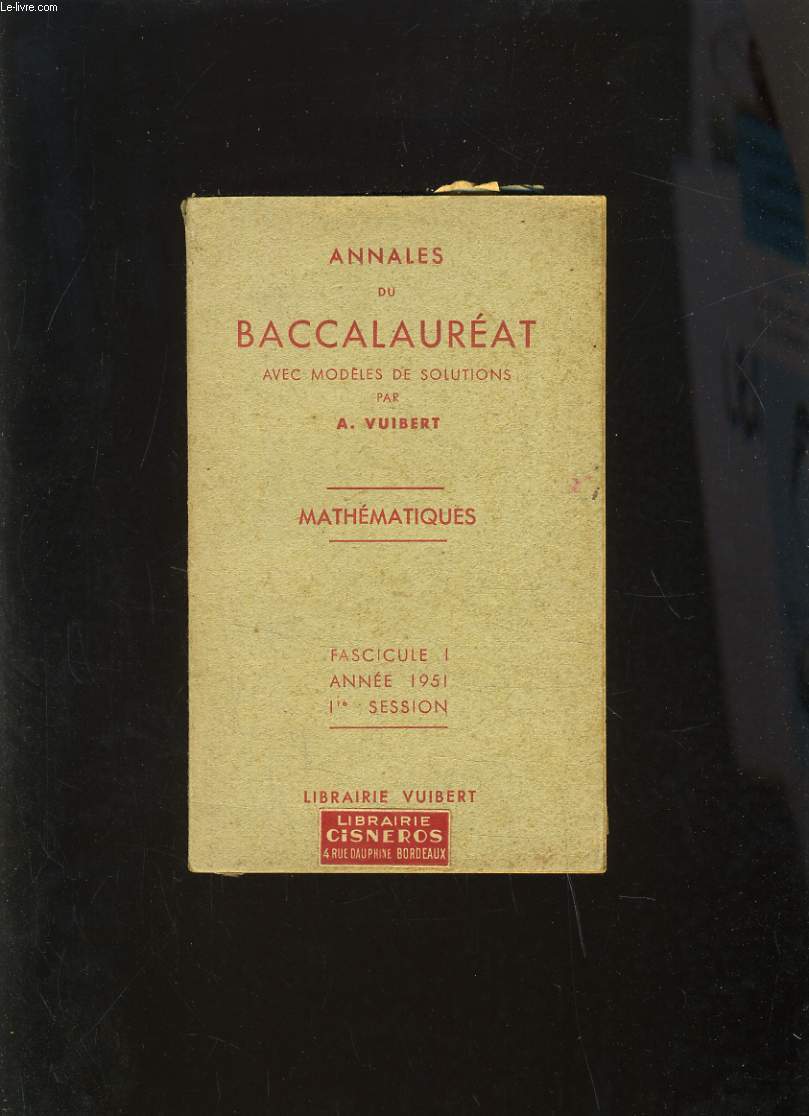 Le-livre.com
ANNALES
DU
BACCALAURÉAT
AVEC MODÈLES DE SOLUTIONS
PAR
A. VUIBERT
MATHÉMATIQUES
FASCICULE I
ANNÉE 1951
Iʳᵉ SESSION
LIBRAIRIE VUIBERT
LIBRAIRIE
CiSNEROS
4 RUE DAUPHINE BORDEAUX